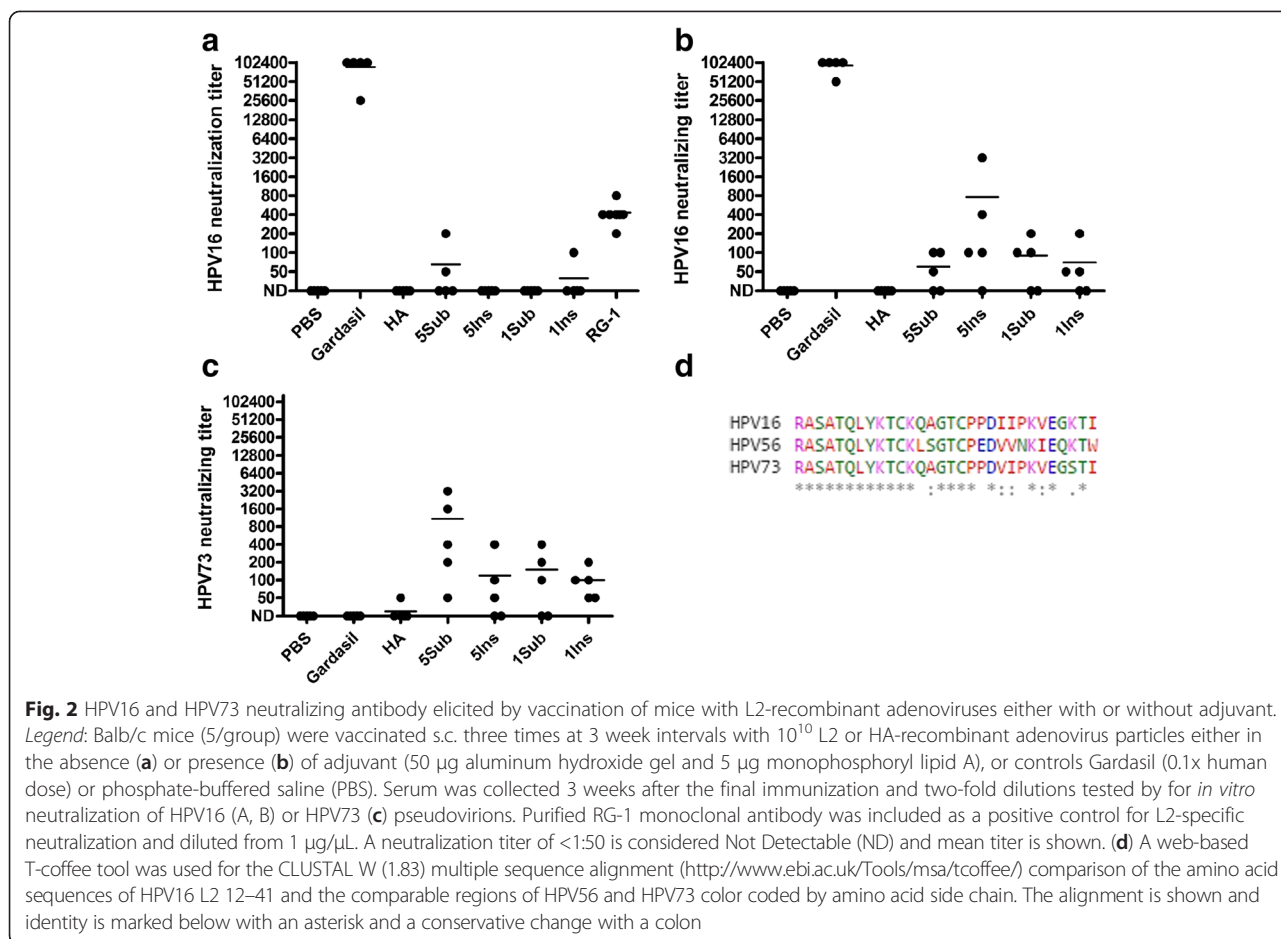 a
HPV16 neutralization titer
102400
51200
25600
12800
6400
3200
1600
800
400
200
100
50
ND
PBS
Gardasil
HA
5Sub
5Ins
1Sub
1Ins
RG-1
b
HPV16 neutralizing titer
102400
51200
25600
12800
6400
3200
1600
800
400
200
100
50
ND
PBS
Gardasil
HA
5Sub
5Ins
1Sub
1Ins
c
HPV73 neutralizing titer
102400
51200
25600
12800
6400
3200
1600
800
400
200
100
50
ND
PBS
Gardasil
HA
5Sub
5Ins
1Sub
1Ins
d
HPV16 RASATQLYKTCKQAGTCPPDIIPKVEGKTI
HPV56 RASATQLYKTCKLSGTCPEDVVNKIEQKTW
HPV73 RASATQLYKTCKQAGTCPPDVIPKVEGSTI
************ :**** *:: *:* .*
Fig. 2 HPV16 and HPV73 neutralizing antibody elicited by vaccination of mice with L2-recombinant adenoviruses either with or without adjuvant.
Legend: Balb/c mice (5/group) were vaccinated s.c. three times at 3 week intervals with 10¹⁰ L2 or HA-recombinant adenovirus particles either in
the absence (a) or presence (b) of adjuvant (50 μg aluminum hydroxide gel and 5 μg monophosphoryl lipid A), or controls Gardasil (0.1x human
dose) or phosphate-buffered saline (PBS). Serum was collected 3 weeks after the final immunization and two-fold dilutions tested by for in vitro
neutralization of HPV16 (A, B) or HPV73 (c) pseudovirions. Purified RG-1 monoclonal antibody was included as a positive control for L2-specific
neutralization and diluted from 1 μg/μL. A neutralization titer of <1:50 is considered Not Detectable (ND) and mean titer is shown. (d) A web-based
T-coffee tool was used for the CLUSTAL W (1.83) multiple sequence alignment (http://www.ebi.ac.uk/Tools/msa/tcoffee/) comparison of the amino acid
sequences of HPV16 L2 12–41 and the comparable regions of HPV56 and HPV73 color coded by amino acid side chain. The alignment is shown and
identity is marked below with an asterisk and a conservative change with a colon